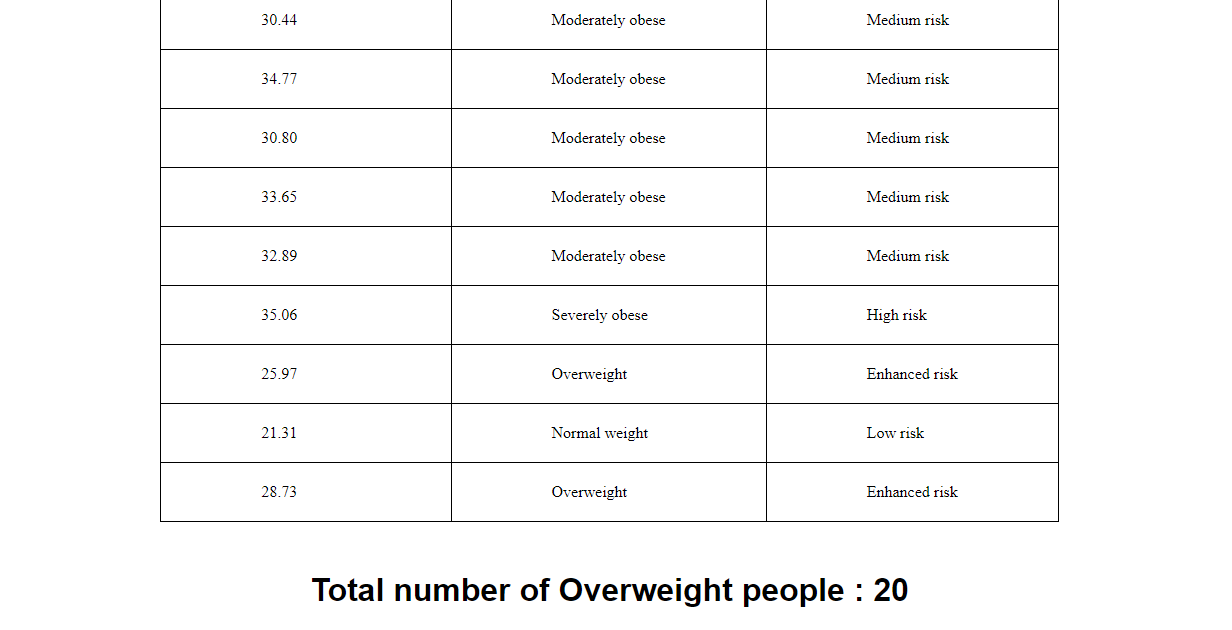 30.44 Moderately obese Medium risk
34.77 Moderately obese Medium risk
30.80 Moderately obese Medium risk
33.65 Moderately obese Medium risk
32.89 Moderately obese Medium risk
35.06 Severely obese High risk
25.97 Overweight Enhanced risk
21.31 Normal weight Low risk
28.73 Overweight Enhanced risk
Total number of Overweight people : 20